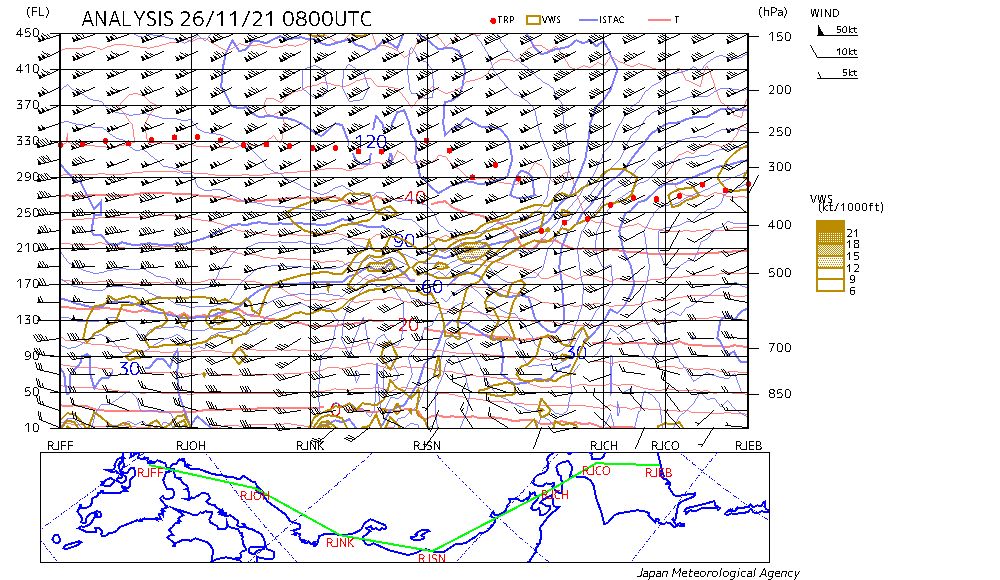 (FL) ANALYSIS 26/11/21 0800UTC TRP VWS ISTAC T (hPa) WIND
450 150 50kt
410 10kt
5kt
370 200
330 120 250
290 300
-40 VWS
250 (kt/1000ft)
400
90 21
210 18
15
500 12
170 60 9
6
130 20
90 30 700
30
50 850
0
10
RJFF RJOH RJNK RJSN RJCH RJCO RJEB
RJFF RJCO RJEB
RJOH RJCH
RJNK
RJSN
Japan Meteorological Agency